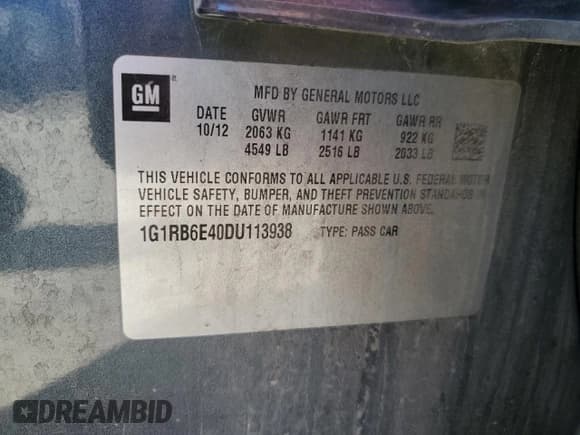 GM
MFD BY GENERAL MOTORS LLC
DATE GVWR GAWR FRT GAWR RR
10/12 2063 KG 1141 KG 922 KG
4549 LB 2516 LB 2033 LB
THIS VEHICLE CONFORMS TO ALL APPLICABLE U.S. FEDERAL MOTOR
VEHICLE SAFETY, BUMPER, AND THEFT PREVENTION STANDARDS IN
EFFECT ON THE DATE OF MANUFACTURE SHOWN ABOVE.
1G1RB6E40DU113938 TYPE: PASS CAR
DREAMBID